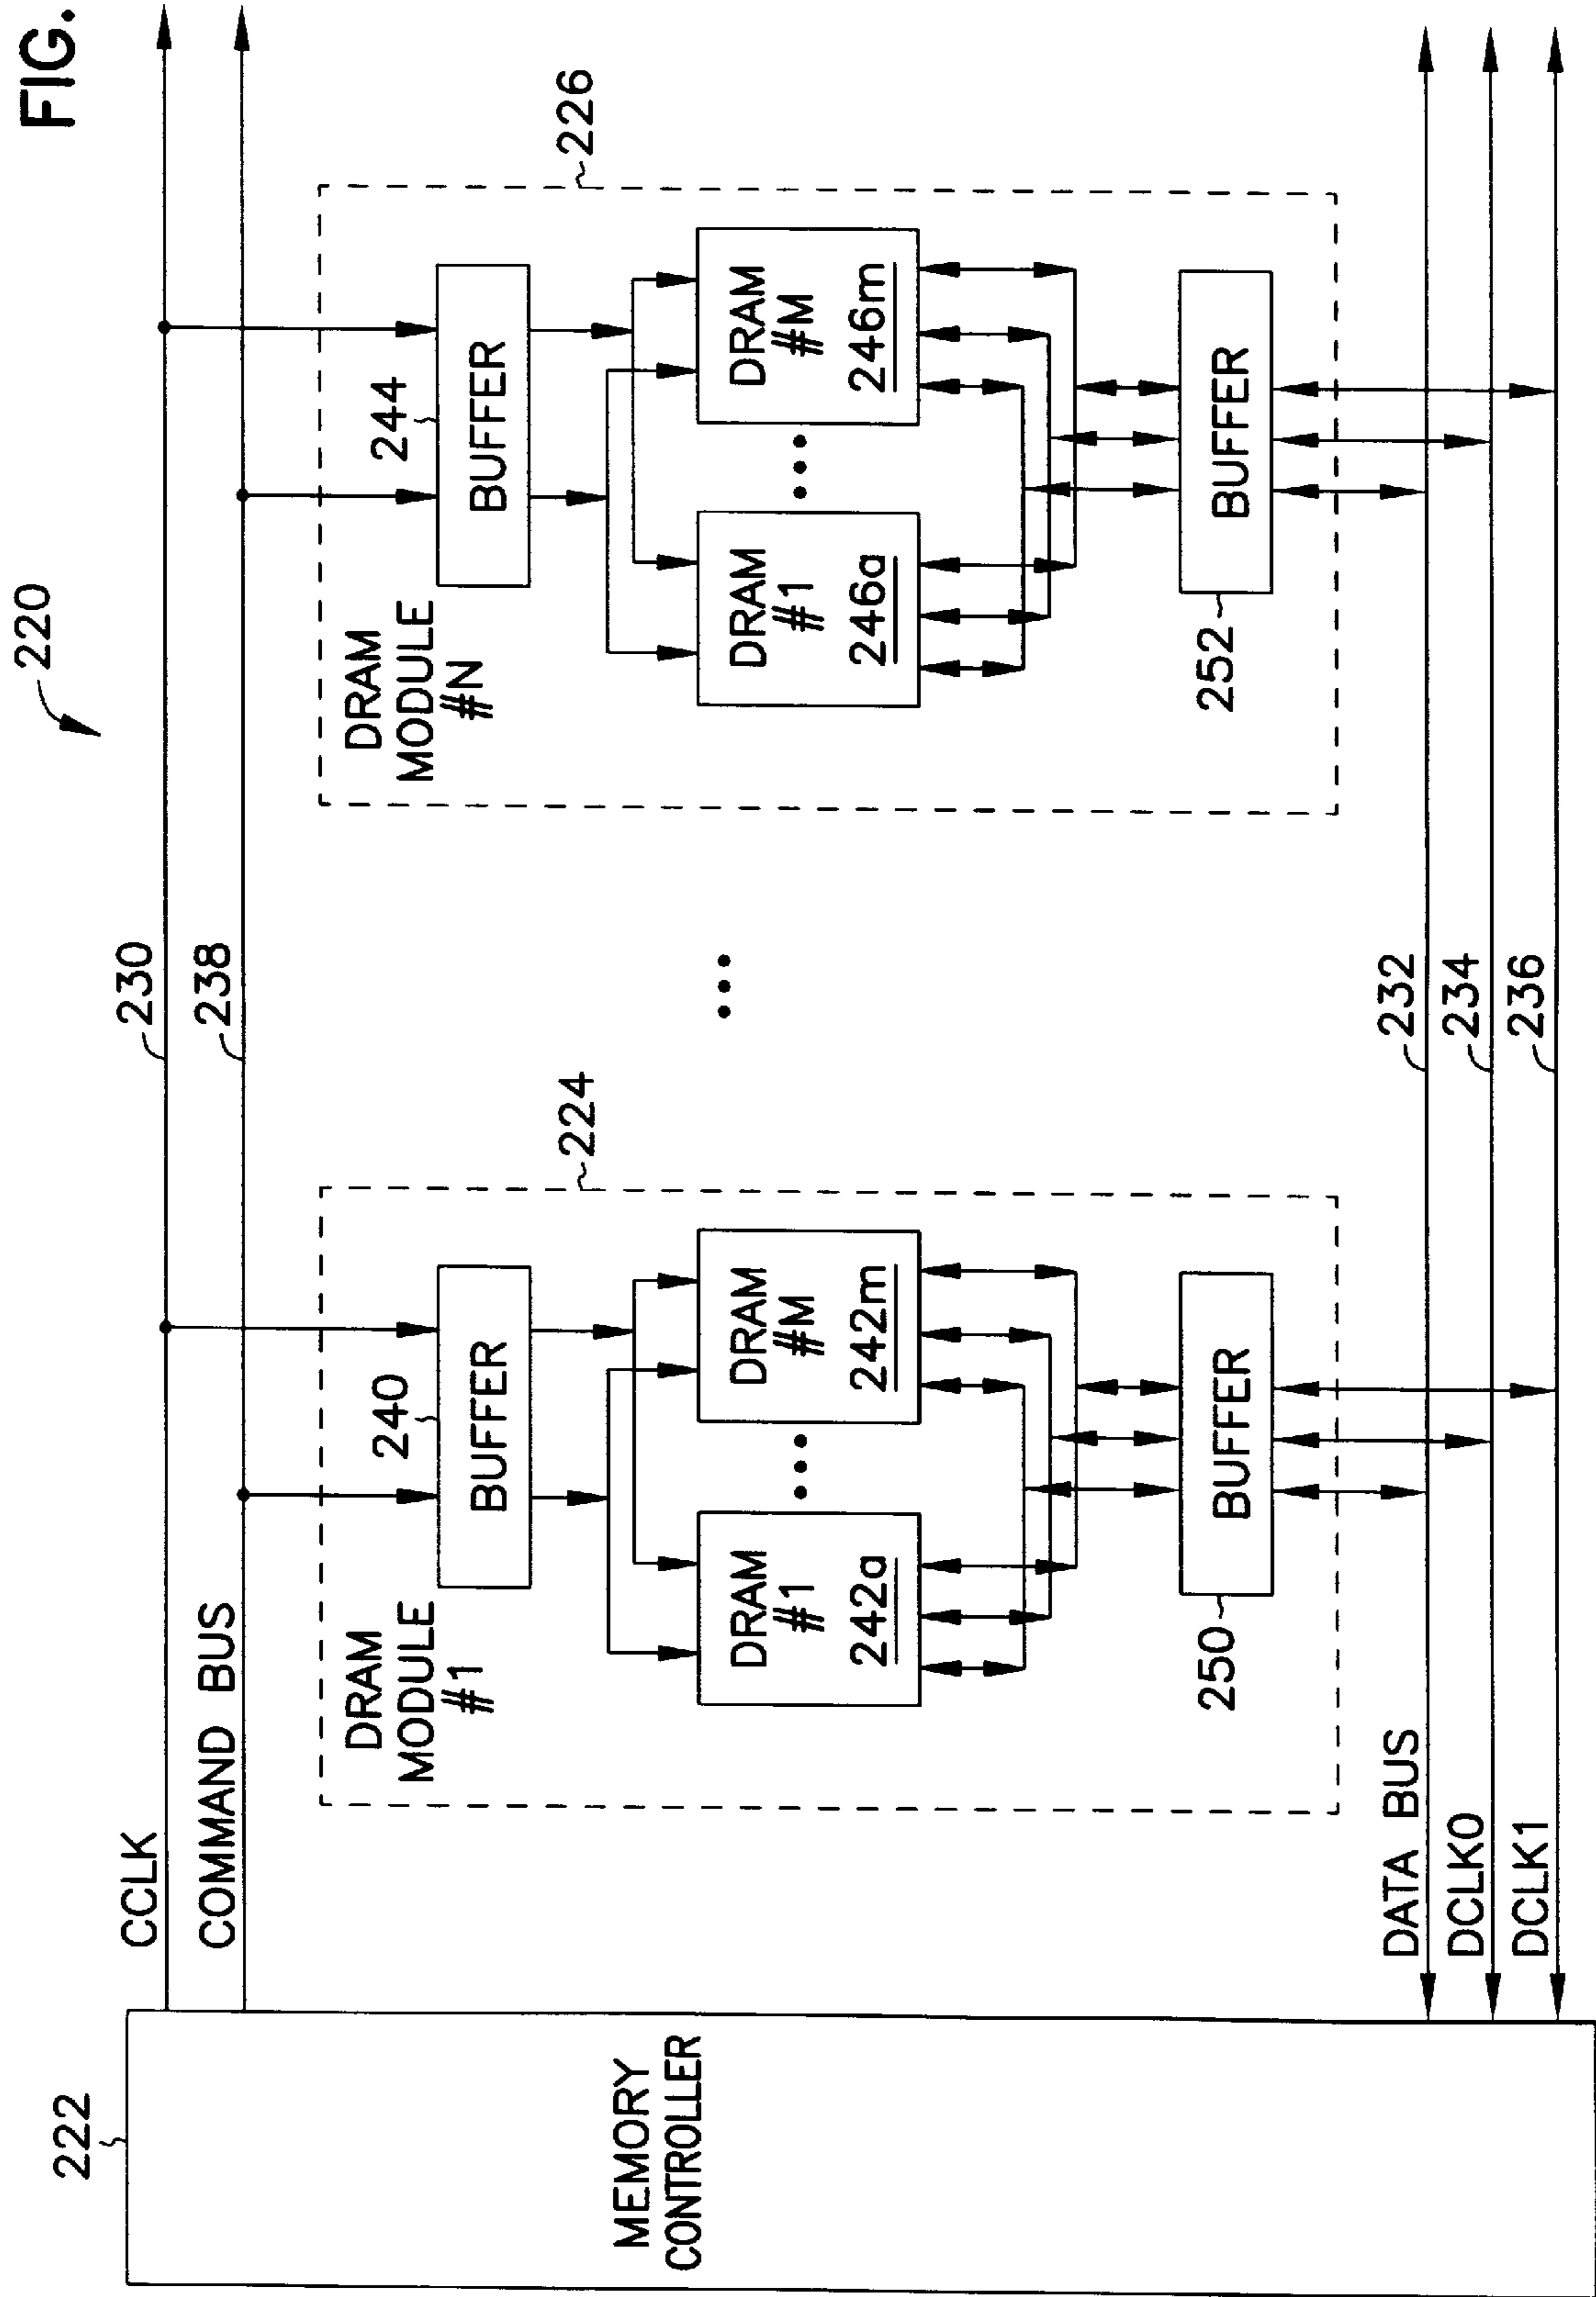 FIG.
220
222
MEMORY
CONTROLLER
CCLK
230
COMMAND BUS
238
DRAM
MODULE
#1
224
240
BUFFER
DRAM
#1
242a
•••
DRAM
#M
242m
250
BUFFER
•••
DRAM
MODULE
#N
226
244
BUFFER
DRAM
#1
246a
•••
DRAM
#M
246m
252
BUFFER
DATA BUS
232
DCLK0
234
DCLK1
236